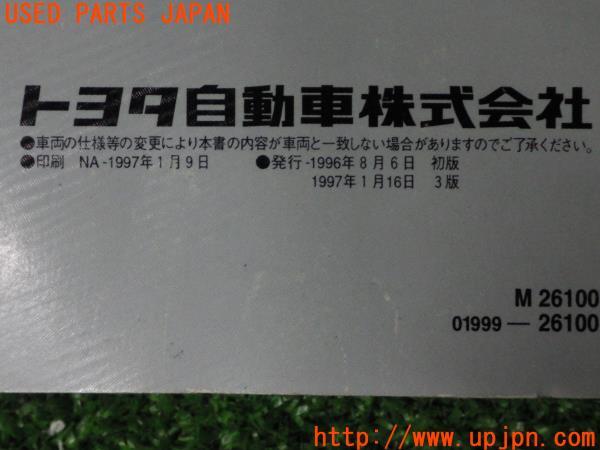 USED PARTS JAPAN
トヨタ自動車株式会社
●車両の仕様等の変更により本書の内容が車両と一致しない場合がありますのでご了承ください。
●印刷 NA-1997年1月9日 ●発行-1996年8月6日 初版
1997年1月16日 3版
M 26100
01999－26100
http://www.upjpn.com